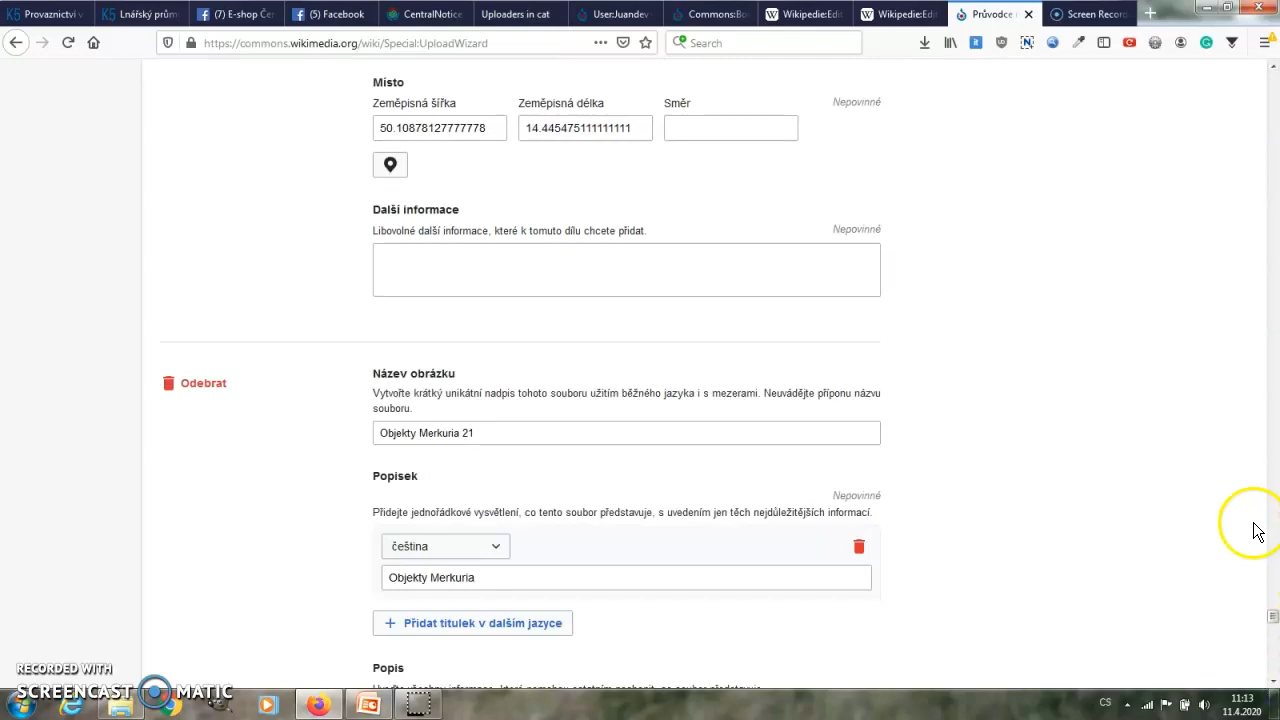 Provaznictví v
Lnářský prům
(7) E-shop Če
(5) Facebook
CentralNotice
Uploaders in ca
User:Juandev
Commons:Bo
Wikipedie:Edi
Wikipedie:Edi
Průvodce
Screen Record
https://commons.wikimedia.org/wiki/Special:UploadWizard
Search
Místo
Zeměpisná šířka Zeměpisná délka Směr Nepovinné
50.10878127777778 14.445475111111111
Další informace
Libovolné další informace, které k tomuto dílu chcete přidat. Nepovinné
Odebrat
Název obrázku
Vytvořte krátký unikátní nadpis tohoto souboru užitím běžného jazyka i s mezerami. Neuvádějte příponu názvu
souboru.
Objekty Merkuria 21
Popisek
Nepovinné
Přidejte jednořádkové vysvětlení, co tento soubor představuje, s uvedením jen těch nejdůležitějších informací.
čeština
Objekty Merkuria
+ Přidat titulek v dalším jazyce
Popis
RECORDED WITH
SCREENCAST MATIC
CS
11:13
11.4.2020